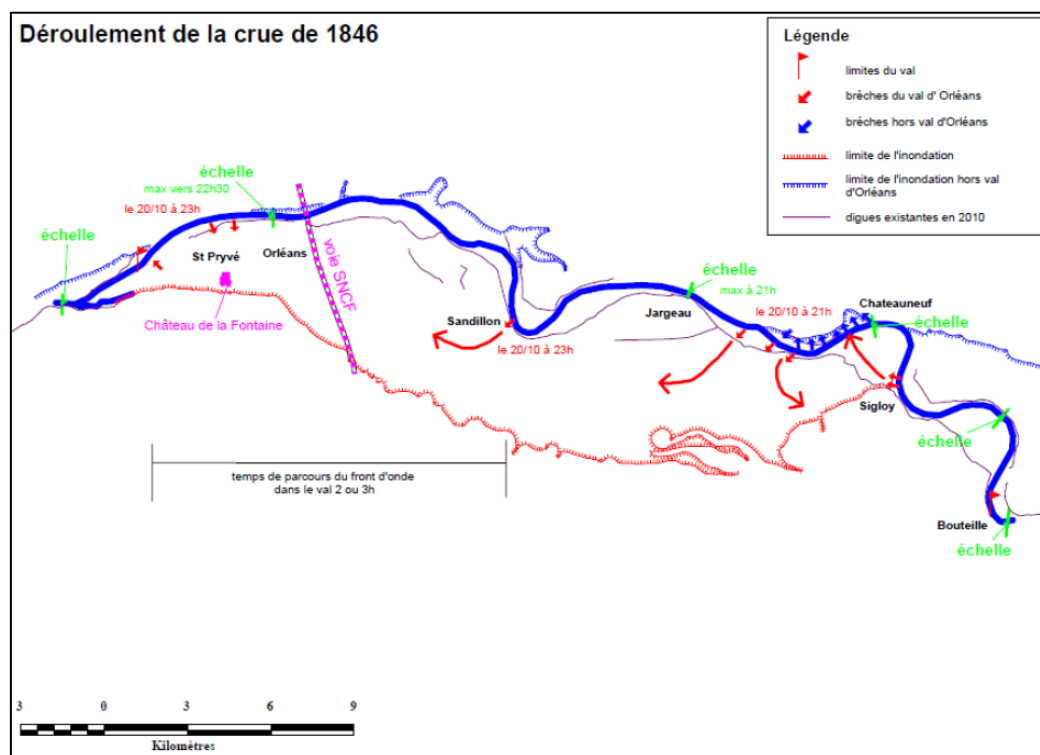 Déroulement de la crue de 1846
Légende
limites du val
brêches du val d' Orléans
brêches hors val d'Orléans
limite de l'inondation
limite de l'inondation hors val
d'Orléans
digues existantes en 2010
échelle
max vers 22h30
le 20/10 à 23h
échelle
St Pryvé
Orléans
voie SNCF
Château de la Fontaine
Sandillon
le 20/10 à 23h
échelle
max à 21h
Jargeau
le 20/10 à 21h
Chateauneuf
échelle
Sigloy
échelle
Bouteille
échelle
temps de parcours du front d'onde
dans le val 2 ou 3h
3 0 3 6 9
Kilomètres